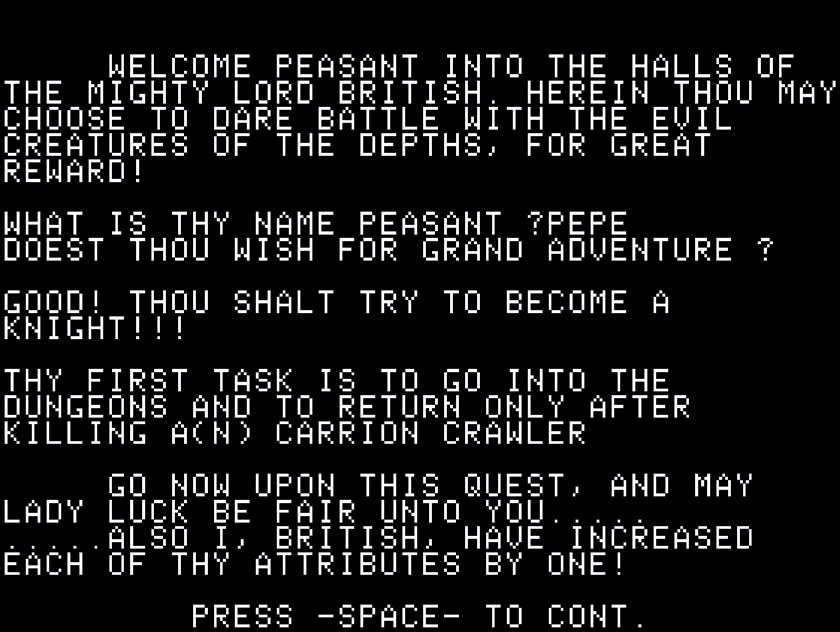 WELCOME PEASANT INTO THE HALLS OF
THE MIGHTY LORD BRITISH. HEREIN THOU MAY
CHOOSE TO DARE BATTLE WITH THE EVIL
CREATURES OF THE DEPTHS, FOR GREAT
REWARD!
WHAT IS THY NAME PEASANT ?PEPE
DOEST THOU WISH FOR GRAND ADVENTURE ?
GOOD! THOU SHALT TRY TO BECOME A
KNIGHT!!!
THY FIRST TASK IS TO GO INTO THE
DUNGEONS AND TO RETURN ONLY AFTER
KILLING A(N) CARRION CRAWLER
GO NOW UPON THIS QUEST, AND MAY
LADY LUCK BE FAIR UNTO YOU.....
.....ALSO I, BRITISH, HAVE INCREASED
EACH OF THY ATTRIBUTES BY ONE!
PRESS -SPACE- TO CONT.